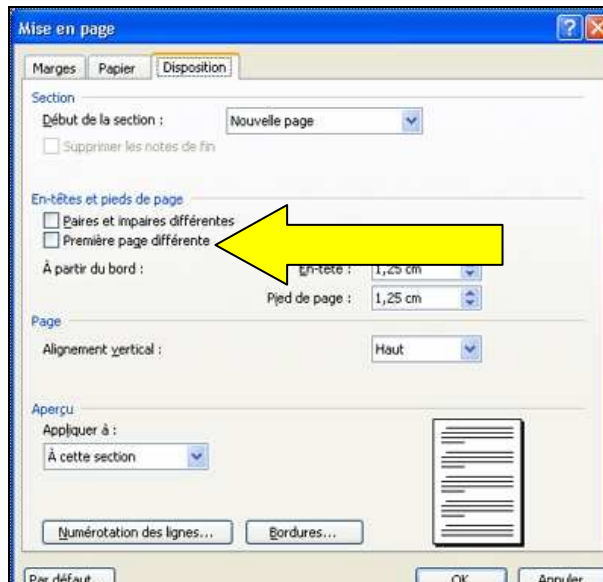 Mise en page
Marges Papier Disposition
Section
Début de la section : Nouvelle page
Supprimer les notes de fin
En-têtes et pieds de page
Paires et impaires différentes
Première page différente
À partir du bord : En-tête : 1,25 cm
Pied de page : 1,25 cm
Page
Alignement vertical : Haut
Aperçu
Appliquer à :
À cette section
Numérotation des lignes... Bordures...
Par défaut... OK Annuler